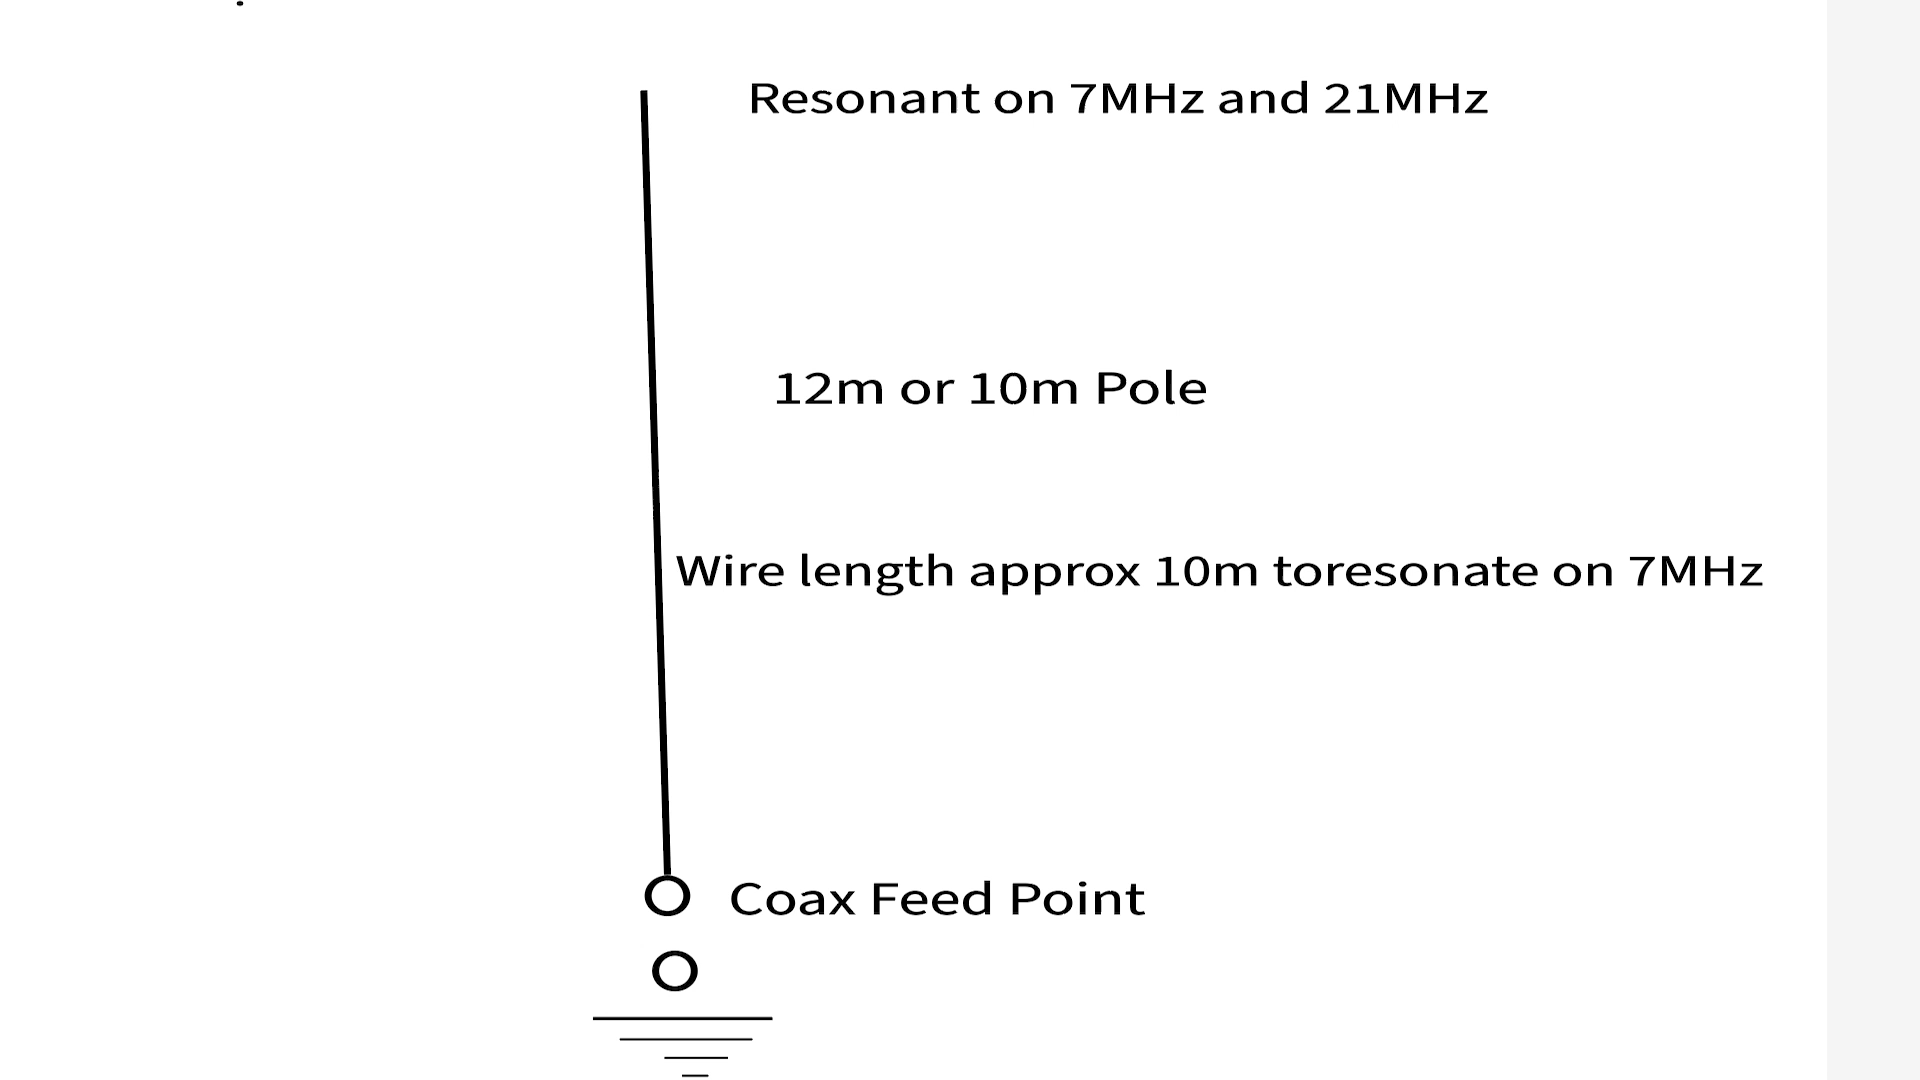 Resonant on 7MHz and 21MHz
12m or 10m Pole
Wire length approx 10m toresonate on 7MHz
Coax Feed Point